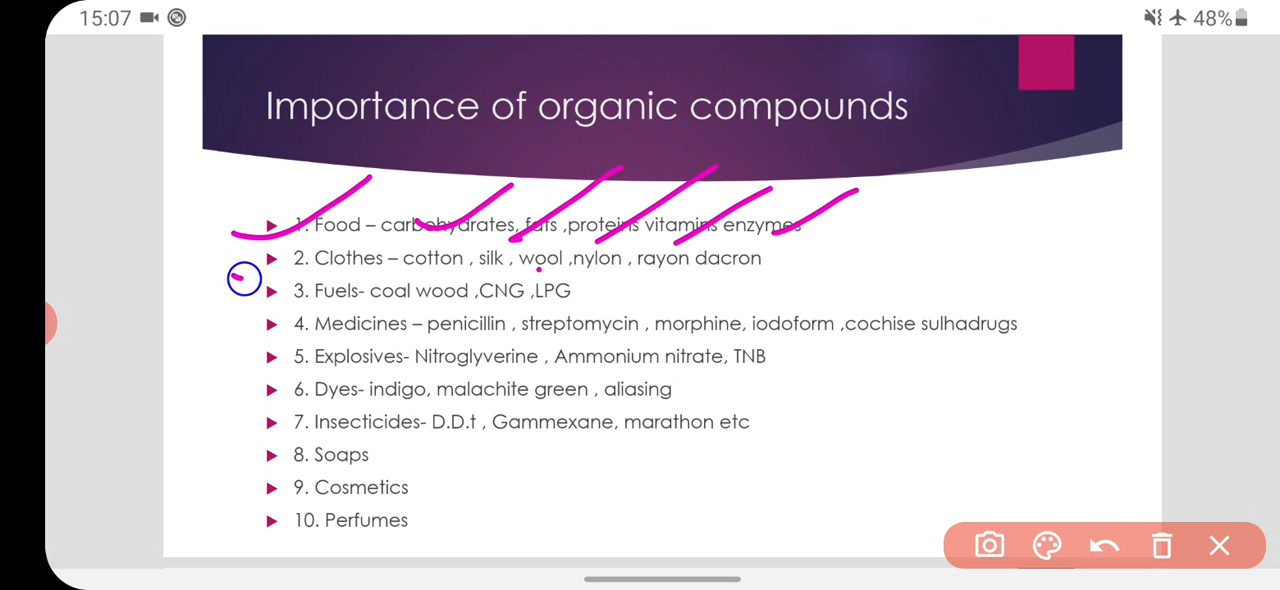 15:07
48%
Importance of organic compounds
1. Food – carbohydrates, fats ,proteins vitamins enzymes
2. Clothes – cotton , silk , wool ,nylon , rayon dacron
3. Fuels- coal wood ,CNG ,LPG
4. Medicines – penicillin , streptomycin , morphine, iodoform ,cochise sulhadrugs
5. Explosives- Nitroglyverine , Ammonium nitrate, TNB
6. Dyes- indigo, malachite green , aliasing
7. Insecticides- D.D.t , Gammexane, marathon etc
8. Soaps
9. Cosmetics
10. Perfumes